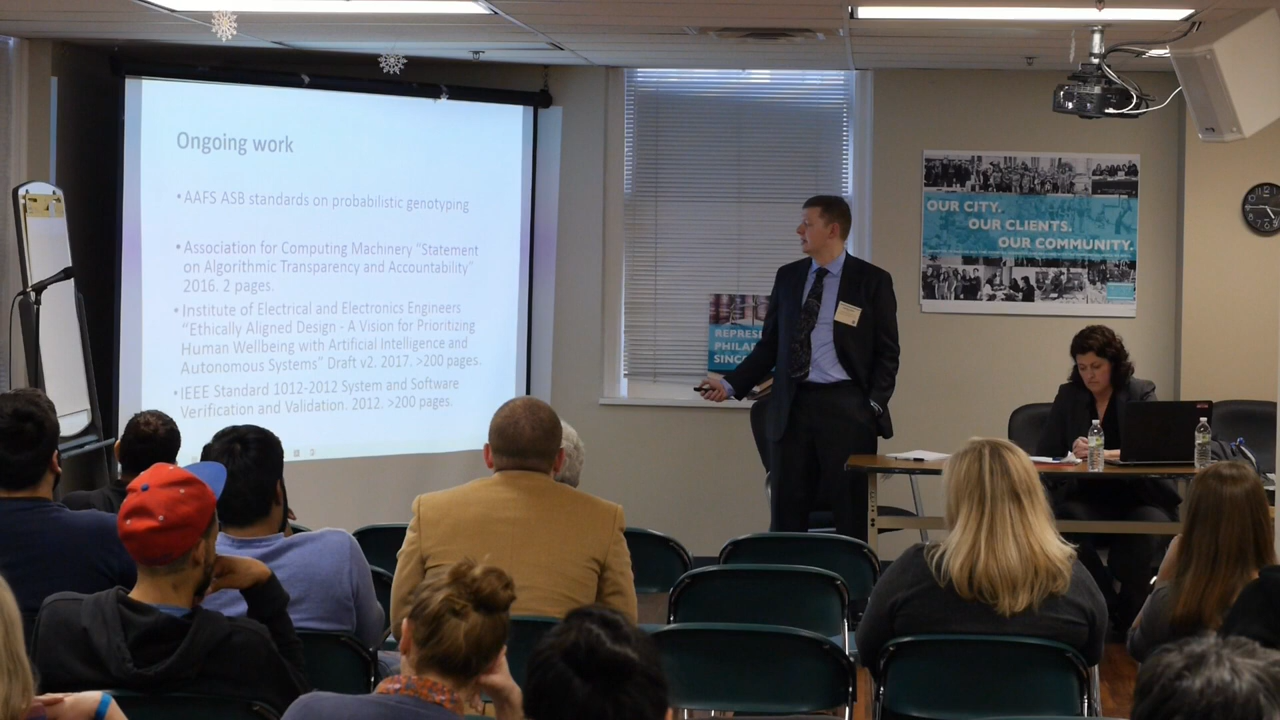 Ongoing work
•AAFS ASB standards on probabilistic genotyping
•Association for Computing Machinery “Statement
on Algorithmic Transparency and Accountability”
2016. 2 pages.
•Institute of Electrical and Electronics Engineers
“Ethically Aligned Design - A Vision for Prioritizing
Human Wellbeing with Artificial Intelligence and
Autonomous Systems” Draft v2. 2017. >200 pages.
•IEEE Standard 1012-2012 System and Software
Verification and Validation. 2012. >200 pages.
OUR CITY.
OUR CLIENTS.
OUR COMMUNITY.
REPRES
PHILA
SINC